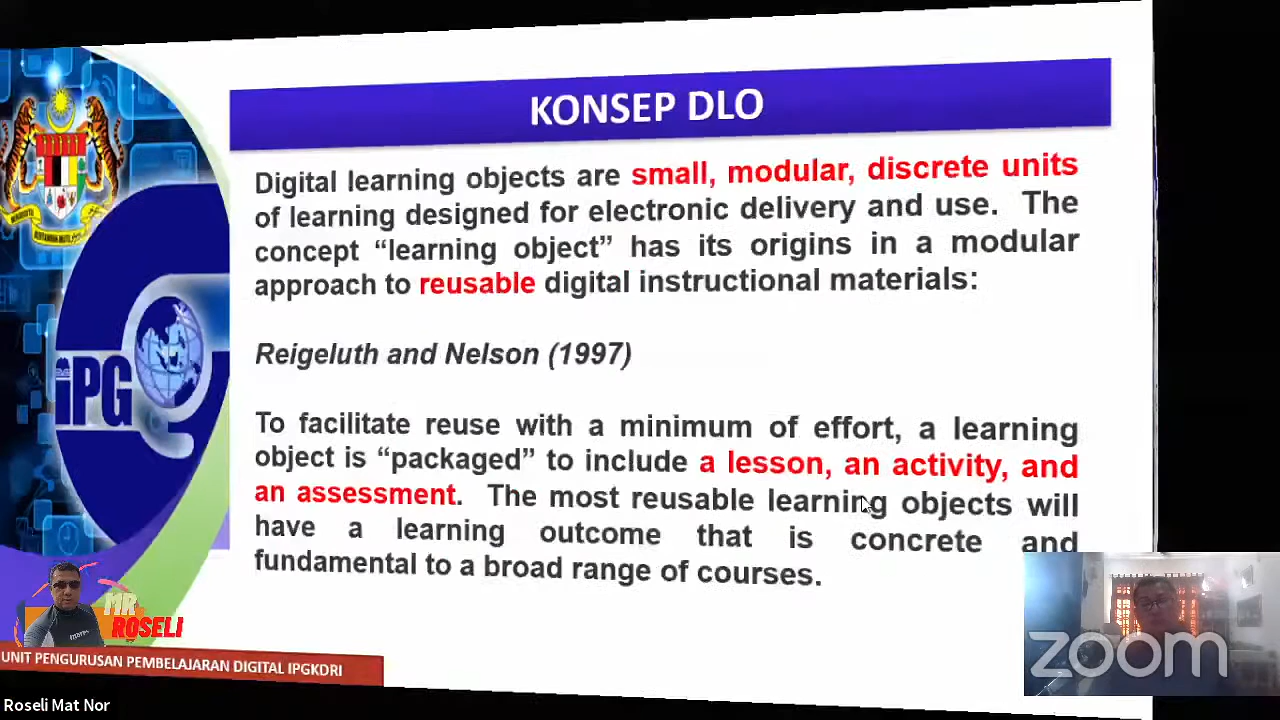 KONSEP DLO
Digital learning objects are small, modular, discrete units
of learning designed for electronic delivery and use. The
concept “learning object” has its origins in a modular
approach to reusable digital instructional materials:
Reigeluth and Nelson (1997)
To facilitate reuse with a minimum of effort, a learning
object is “packaged” to include a lesson, an activity, and
an assessment. The most reusable learning objects will
have a learning outcome that is concrete and
fundamental to a broad range of courses.
iPG
MR
ROSELI
UNIT PENGURUSAN PEMBELAJARAN DIGITAL IPGKDRI
Roseli Mat Nor
zoom